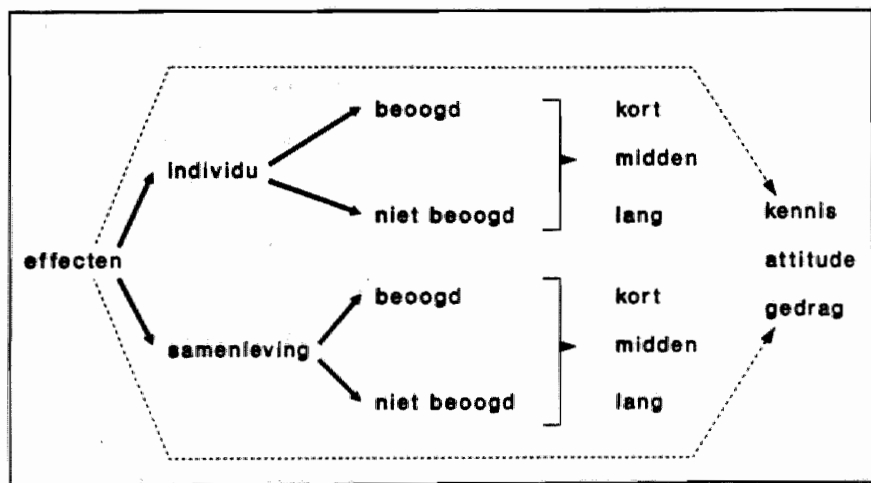 beoogd kort
individu midden
niet beoogd lang kennis
effecten attitude
beoogd kort gedrag
samenleving midden
niet beoogd lang